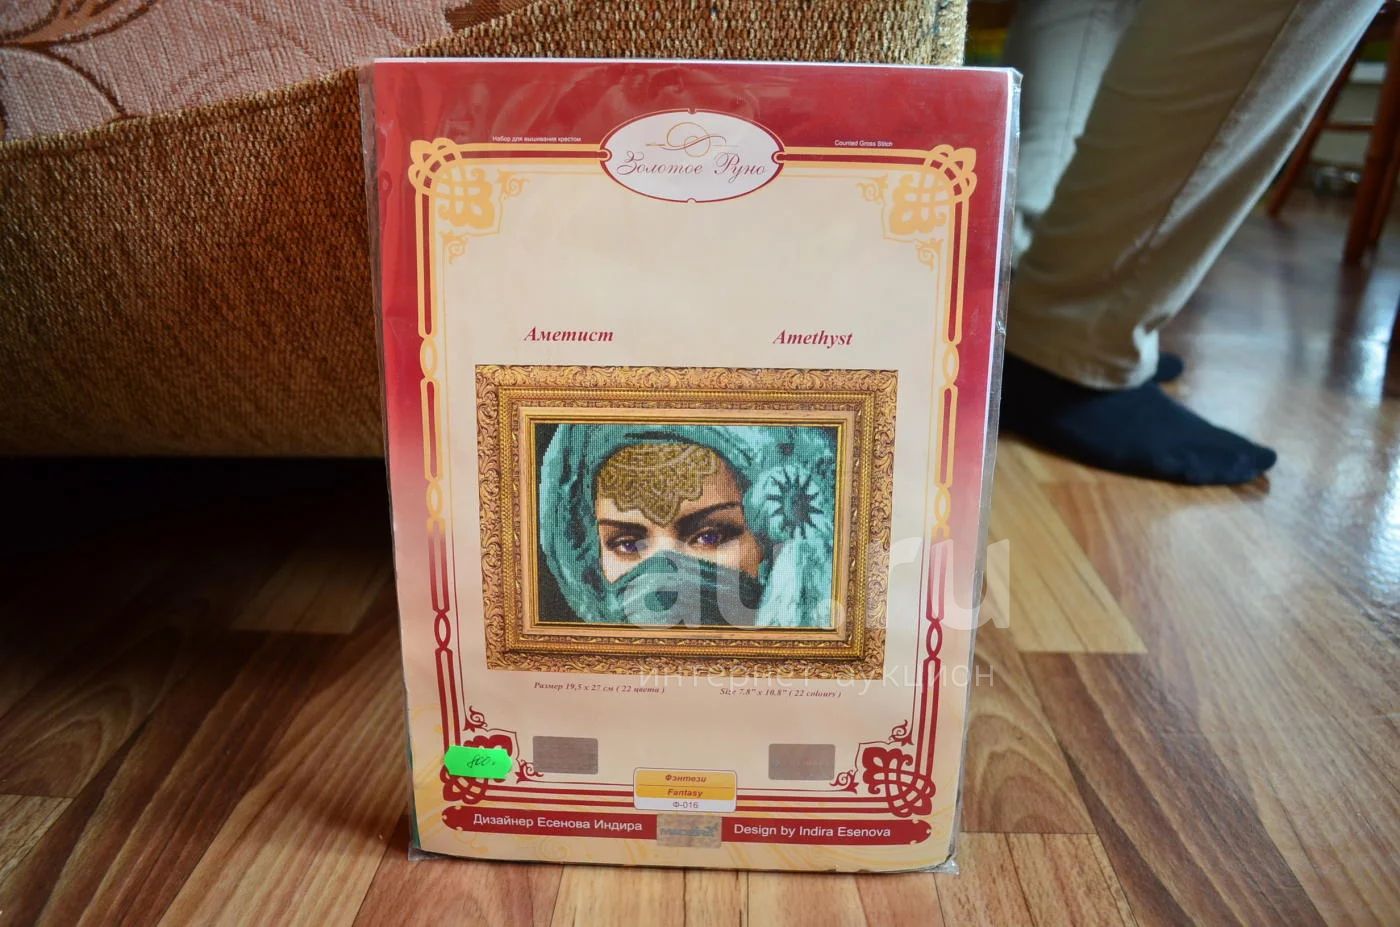 Набор для вышивания крестом
Counted Cross Stitch
Золотое Руно
Аметист
Amethyst
au.ru
интернет аукцион
Размер 19,5 x 27 см ( 22 цвета )
Size 7.8" x 10.8" ( 22 colours )
800
Фэнтези
Fantasy
Ф-016
Дизайнер Есенова Индира
MADEIRA
Design by Indira Esenova